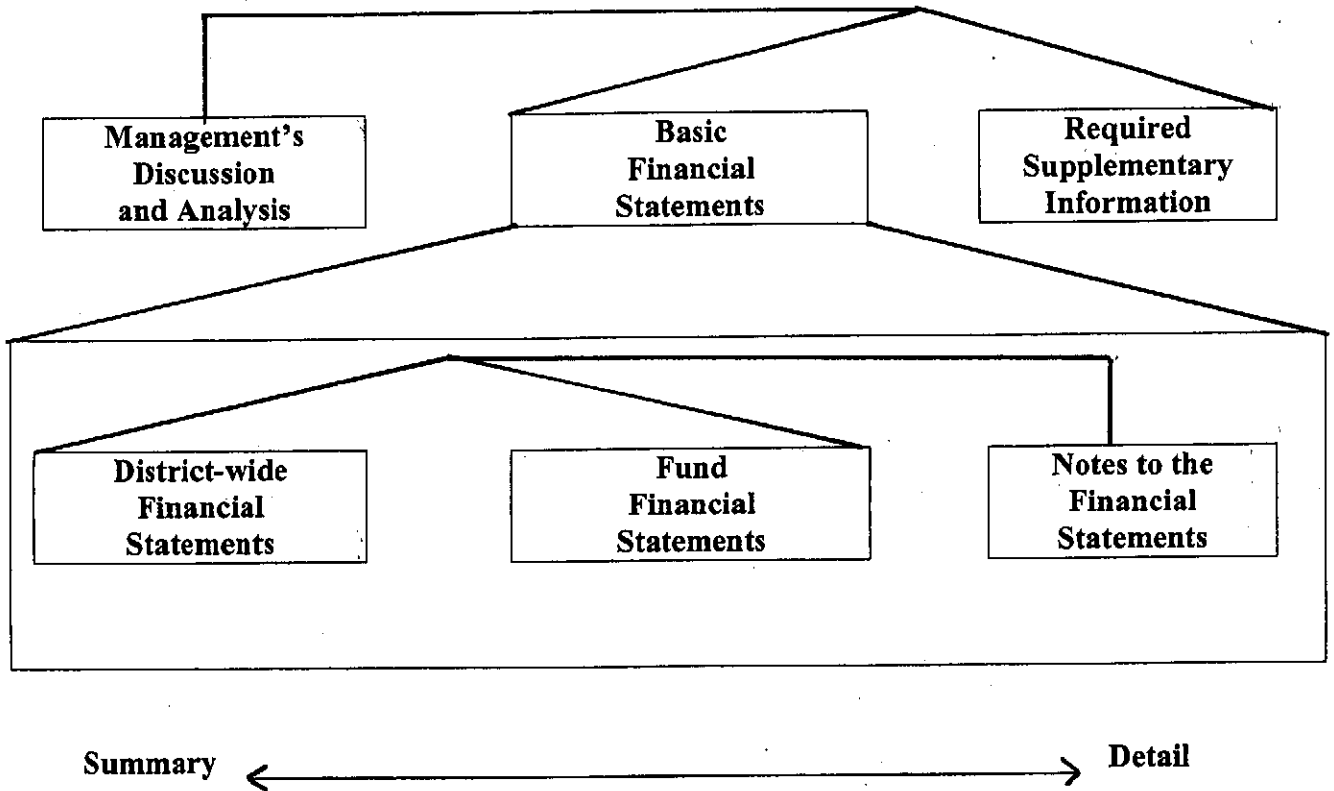 Management's
Discussion
and Analysis
Basic
Financial
Statements
Required
Supplementary
Information
District-wide
Financial
Statements
Fund
Financial
Statements
Notes to the
Financial
Statements
Summary
Detail